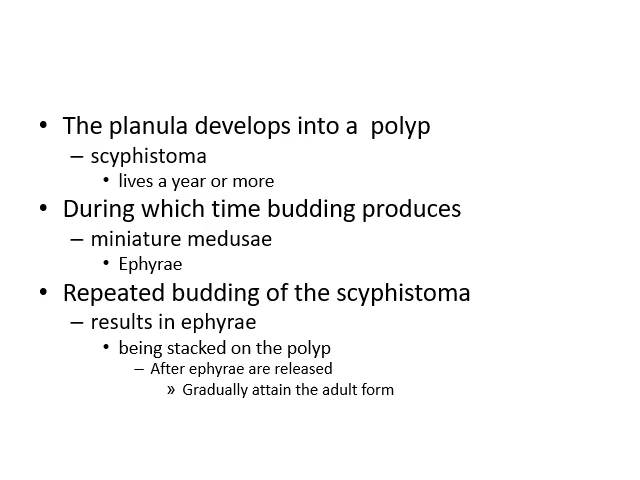 • The planula develops into a  polyp
– scyphistoma
• lives a year or more
• During which time budding produces
– miniature medusae
• Ephyrae
• Repeated budding of the scyphistoma
– results in ephyrae
• being stacked on the polyp
– After ephyrae are released
» Gradually attain the adult form